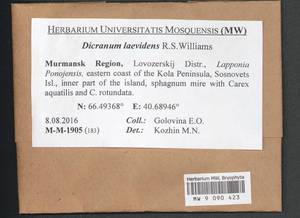 HERBARIUM UNIVERSITATIS MOSQUENSIS (MW)
Dicranum laevidens R.S.Williams
Murmansk Region, Lovozerskij Distr., Lapponia
Ponojensis, eastern coast of the Kola Peninsula, Sosnovets
Isl., inner part of the island, sphagnum mire with Carex
aquatilis and C. rotundata.
N: 66.49368° E: 40.68946°
8.08.2016 Coll.: Golovina E.O.
M-M-1905 (183) Det.: Kozhin M.N.
Herbarium MW, Bryophyta
MW 9 090 423